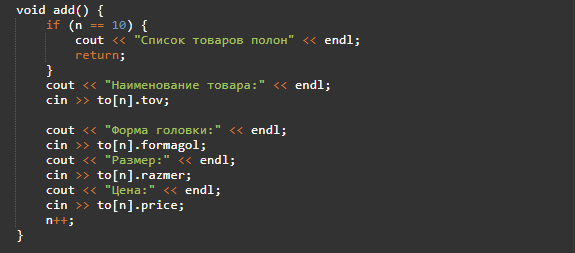 void add() {
    if (n == 10) {
        cout << "Список товаров полон" << endl;
        return;
    }
    cout << "Наименование товара:" << endl;
    cin >> to[n].tov;

    cout << "Форма головки:" << endl;
    cin >> to[n].formagol;
    cout << "Размер:" << endl;
    cin >> to[n].razmer;
    cout << "Цена:" << endl;
    cin >> to[n].price;
    n++;
}